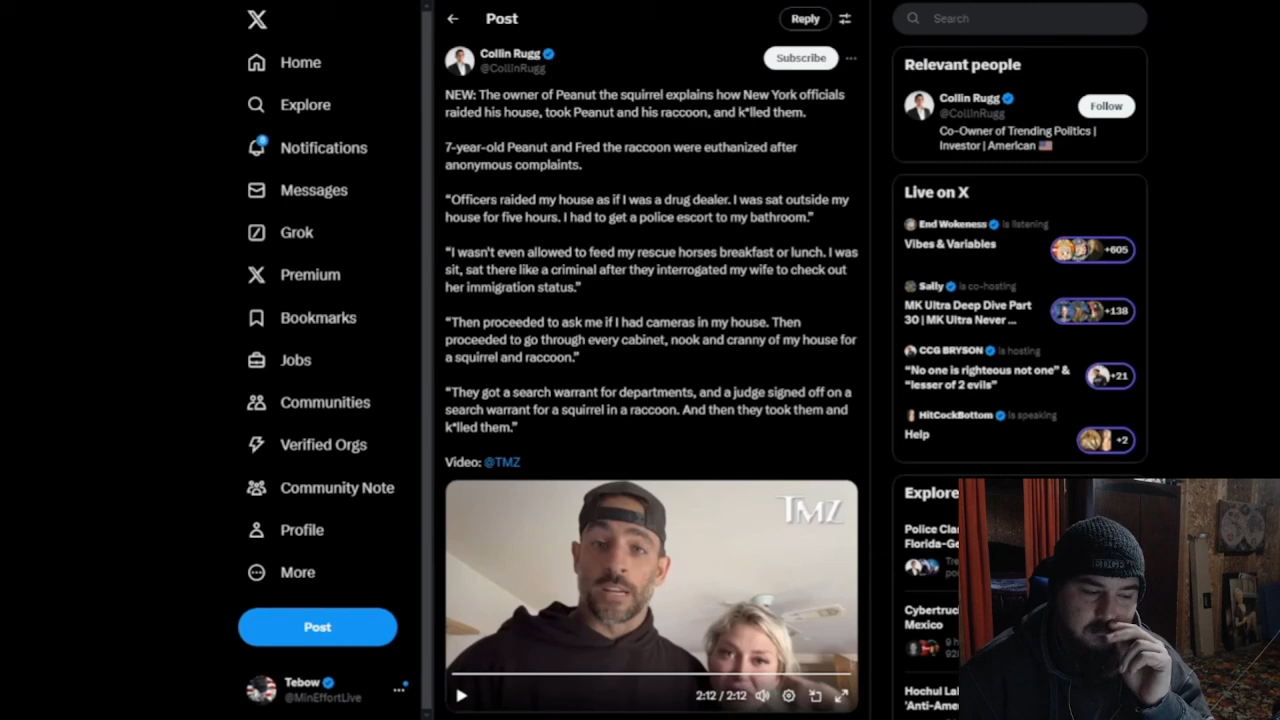 Home
Explore
Notifications
Messages
Grok
Premium
Bookmarks
Jobs
Communities
Verified Orgs
Community Note
Profile
More
Post
Tebow
@MinEffortLive
Post
Reply
Collin Rugg
@CollinRugg
Subscribe
NEW: The owner of Peanut the squirrel explains how New York officials
raided his house, took Peanut and his raccoon, and k*lled them.
7-year-old Peanut and Fred the raccoon were euthanized after
anonymous complaints.
“Officers raided my house as if I was a drug dealer. I was sat outside my
house for five hours. I had to get a police escort to my bathroom.”
“I wasn't even allowed to feed my rescue horses breakfast or lunch. I was
sit, sat there like a criminal after they interrogated my wife to check out
her immigration status.”
“Then proceeded to ask me if I had cameras in my house. Then
proceeded to go through every cabinet, nook and cranny of my house for
a squirrel and raccoon.”
“They got a search warrant for departments, and a judge signed off on a
search warrant for a squirrel in a raccoon. And then they took them and
k*lled them.”
Video: @TMZ
TMZ
2:12 / 2:12
Search
Relevant people
Collin Rugg
@CollinRugg
Follow
Co-Owner of Trending Politics |
Investor | American
Live on X
End Wokeness is listening
Vibes & Variables
+605
Sally is co-hosting
MK Ultra Deep Dive Part
30 | MK Ultra Never ...
+138
CCG BRYSON is hosting
“No one is righteous not one” &
“lesser of 2 evils”
+21
HitCockBottom is speaking
Help
+2
Explore
Police Cla
Florida-Ge
Cybertruc
Mexico
Hochul La
'Anti-Ame
EDGE